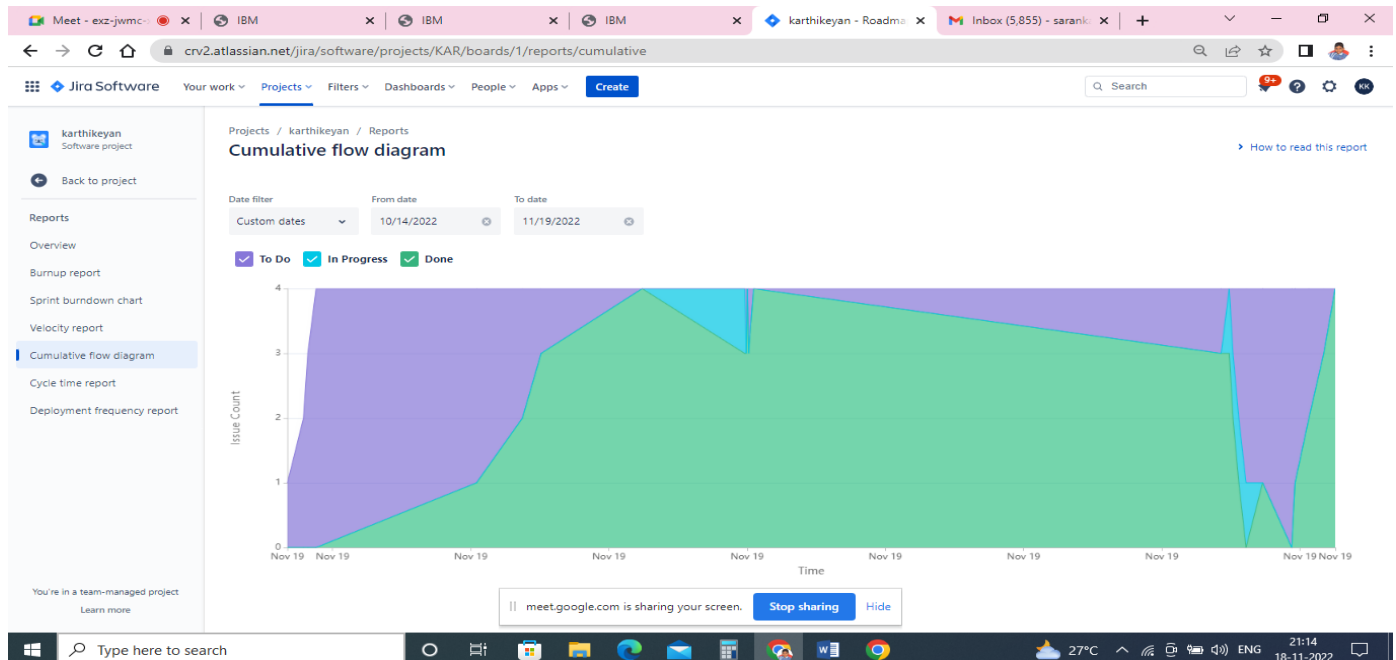 Meet - exz-jwmc- IBM IBM IBM karthikeyan - Roadma Inbox (5,855) - sarank
crv2.atlassian.net/jira/software/projects/KAR/boards/1/reports/cumulative
Jira Software Your work Projects Filters Dashboards People Apps Create Search 9+ KK
karthikeyan
Software project
Back to project
Reports
Overview
Burnup report
Sprint burndown chart
Velocity report
Cumulative flow diagram
Cycle time report
Deployment frequency report
You're in a team-managed project
Learn more
Projects / karthikeyan / Reports
Cumulative flow diagram
How to read this report
Date filter From date To date
Custom dates 10/14/2022 11/19/2022
To Do In Progress Done
4
3
2
1
0
Issue Count
Nov 19 Nov 19 Nov 19 Nov 19 Nov 19 Nov 19 Nov 19 Nov 19 Nov 19 Nov 19
Time
meet.google.com is sharing your screen. Stop sharing Hide
Type here to search 27°C ENG 21:14
18-11-2022